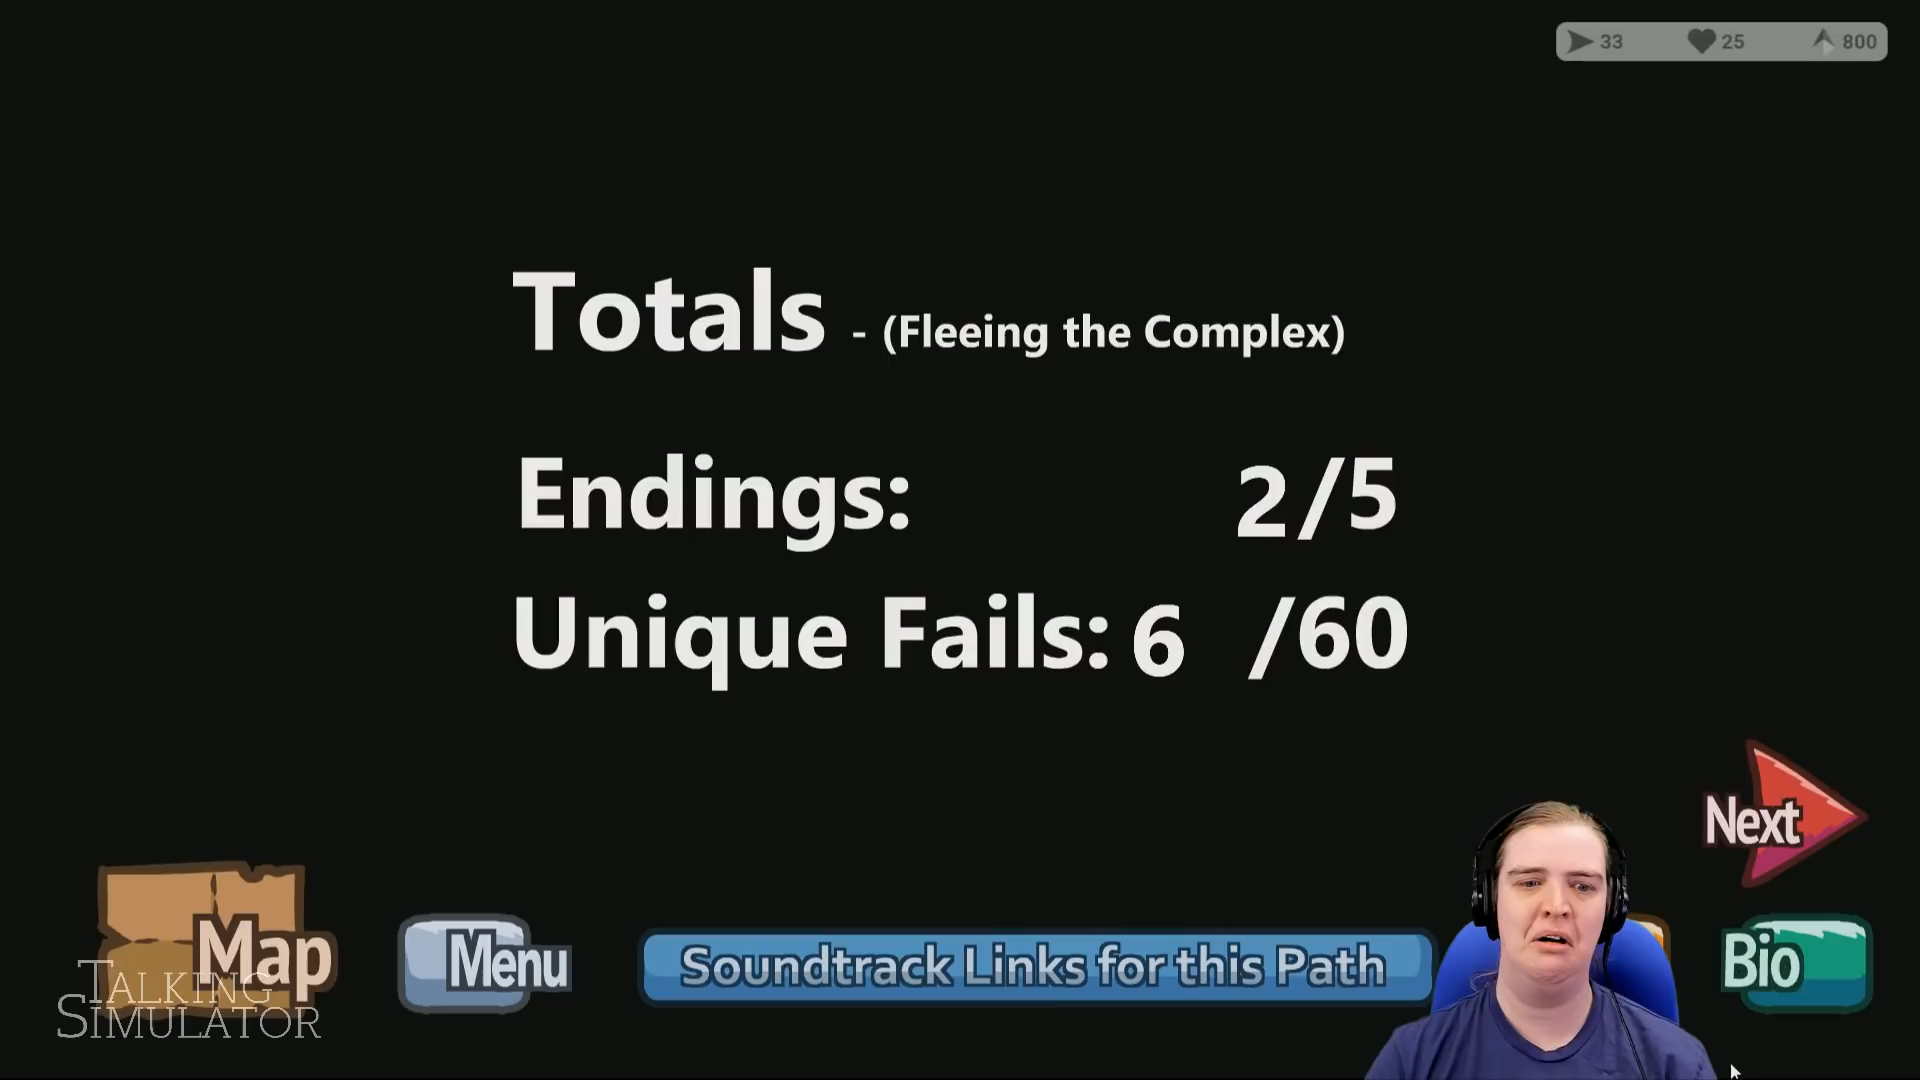 33 25 800
Totals - (Fleeing the Complex)
Endings: 2/5
Unique Fails: 6 /60
Next
Map
Menu
Soundtrack Links for this Path
Bio
TALKING
SIMULATOR